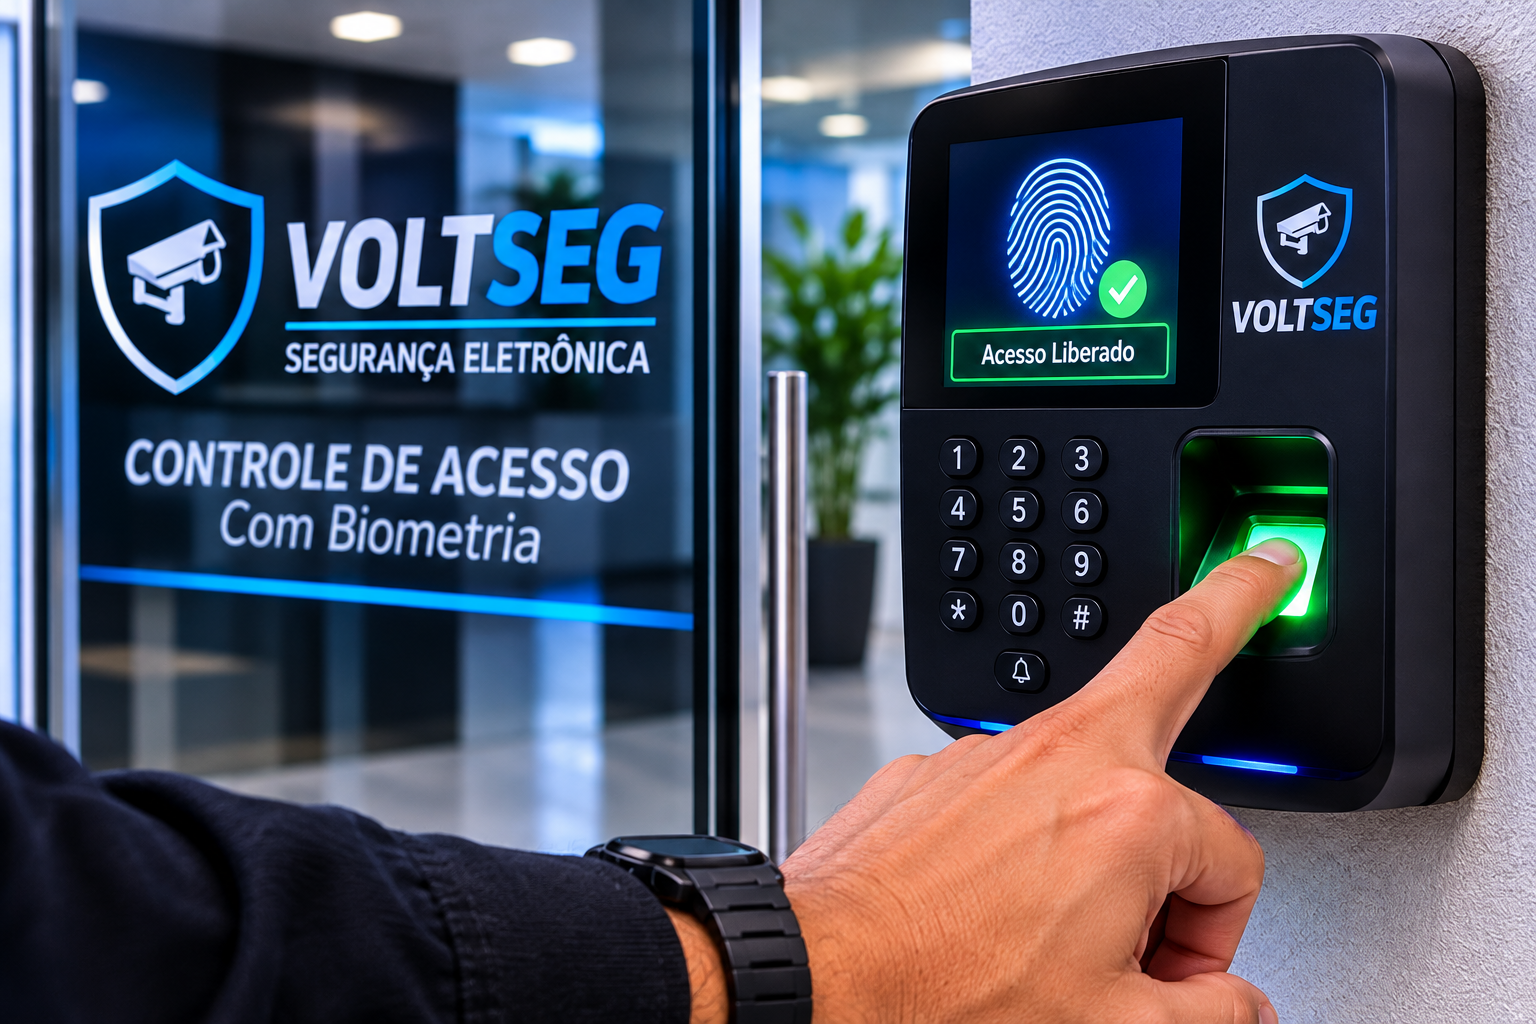 VOLTSEG
SEGURANÇA ELETRÔNICA
CONTROLE DE ACESSO
Com Biometria
Acesso Liberado
VOLTSEG
1 2 3
4 5 6
7 8 9
* 0 #